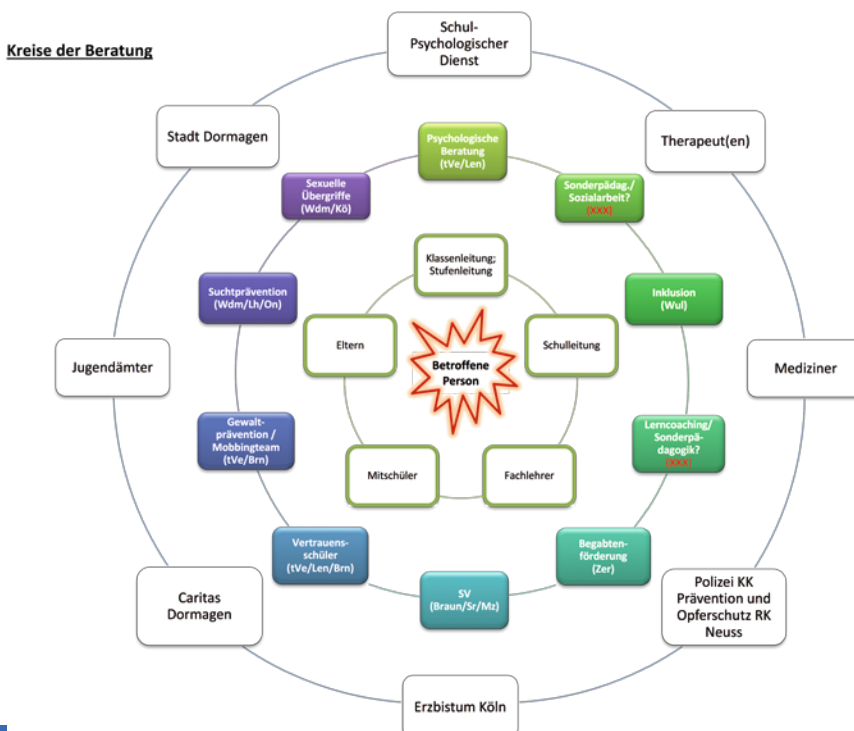 Kreise der Beratung
Schul-
Psychologischer
Dienst
Stadt Dormagen
Therapeut(en)
Psychologische
Beratung
(tVe/Len)
Sexuelle
Übergriffe
(Wdm/Kö)
Sonderpädag./
Sozialarbeit?
(XXX)
Klassenleitung;
Stufenleitung
Suchtprävention
(Wdm/Lh/On)
Inklusion
(Wul)
Eltern
Schulleitung
Jugendämter
Betroffene
Person
Mediziner
Gewalt-
prävention /
Mobbingteam
(tVe/Brn)
Lerncoaching/
Sonderpä-
dagogik?
(XXX)
Mitschüler
Fachlehrer
Vertrauens-
schüler
(tVe/Len/Brn)
Begabten-
förderung
(Zer)
SV
(Braun/Sr/Mz)
Caritas
Dormagen
Polizei KK
Prävention und
Opferschutz RK
Neuss
Erzbistum Köln